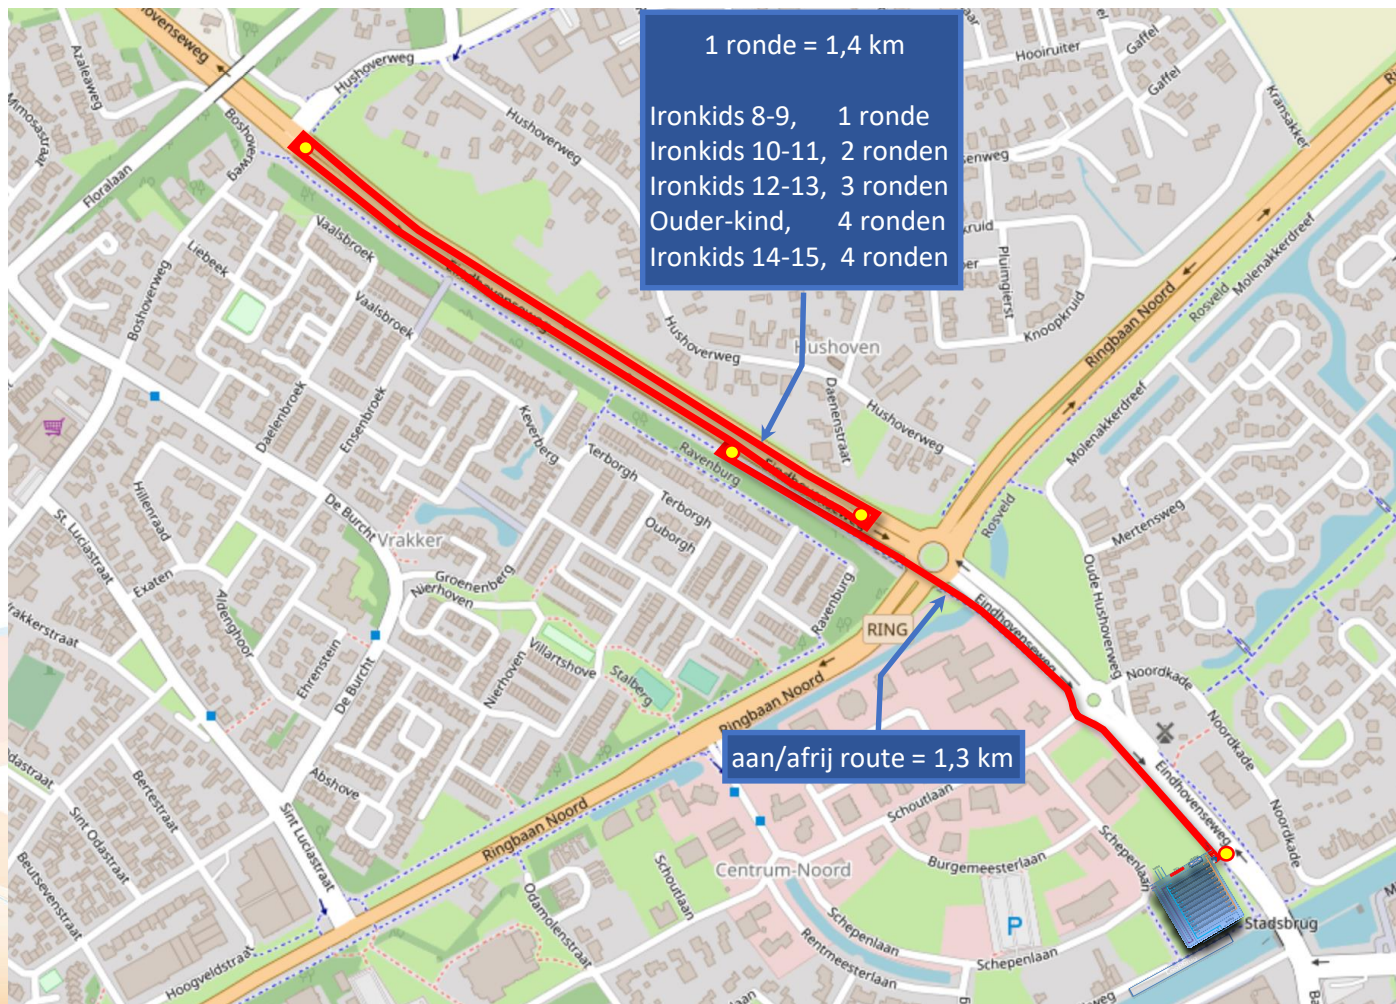 1 ronde = 1,4 km
Ironkids 8-9, 1 ronde
Ironkids 10-11, 2 ronden
Ironkids 12-13, 3 ronden
Ouder-kind, 4 ronden
Ironkids 14-15, 4 ronden
aan/afrij route = 1,3 km
Hushoverweg
Azaleaweg
Mimosastraat
Boshoverweg
Floralaan
Hushoverweg
Hooiruiter
Gaffel
Gaffel
Kransakker
Vaalsbroek
Liebeek
Vaalsbroek
Boshoverweg
Eindhovenseweg
Pluimgierst
Knoopkruid
Molenakkerdreef
Rosveld
Ringbaan Noord
Hushoverweg
Hushoven
Daenenstraat
Hushoverweg
Daelenbroek
Ensenbroek
Keverberg
Terborgh
Ravenburg
Terborgh
Ouborgh
Molenakkerdreef
Mertensweg
Rosveld
Hillenraad
De Burcht
St. Luciastraat
Vrakker
Exaten
Aldenghoor
Groenenberg
Nierhoven
Ravenburg
RING
Eindhovenseweg
Oude Hushoverweg
Ehrenstein
De Burcht
Nierhoven
Villartshove
Stalberg
Ringbaan Noord
Noordkade
Noordkade
Eindhovenseweg
Noordkade
Abshove
Bertestraat
Sint Odastraat
Beutsevenstraat
Sint Luciastraat
Ringbaan Noord
Schoutlaan
Burgemeesterlaan
Schepenlaan
Centrum-Noord
Schoutlaan
Odamolenstraat
Hoogveldstraat
P
Schepenlaan
Rentmeesterlaan
Schepenlaan
Stadsbrug